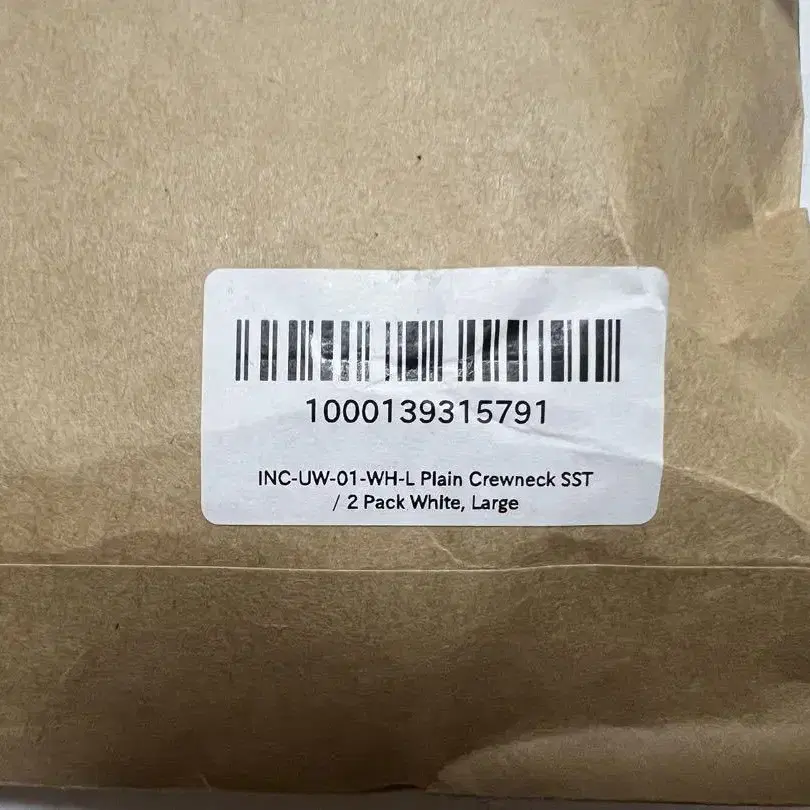 1000139315791
INC-UW-01-WH-L Plain Crewneck SST
/ 2 Pack White, Large